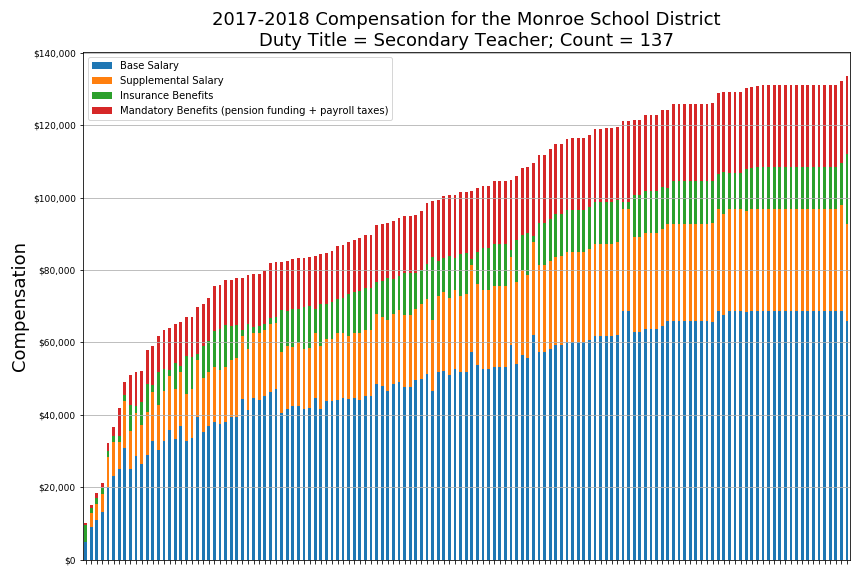 2017-2018 Compensation for the Monroe School District
Duty Title = Secondary Teacher; Count = 137
$140,000
Base Salary
Supplemental Salary
Insurance Benefits
Mandatory Benefits (pension funding + payroll taxes)
$120,000
$100,000
$80,000
$60,000
$40,000
$20,000
$0
Compensation